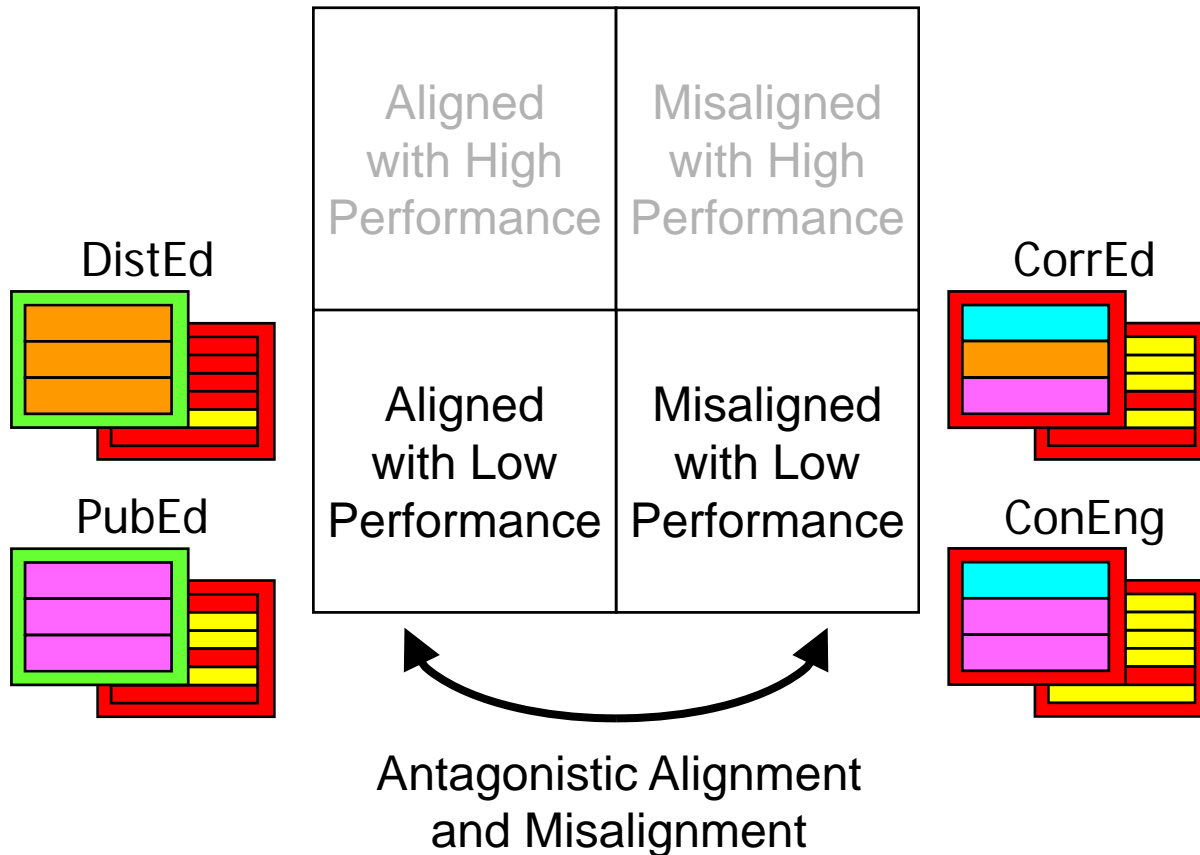 Aligned
with High
Performance
Misaligned
with High
Performance
DistEd
CorrEd
Aligned
with Low
Performance
Misaligned
with Low
Performance
PubEd
ConEng
Antagonistic Alignment
and Misalignment